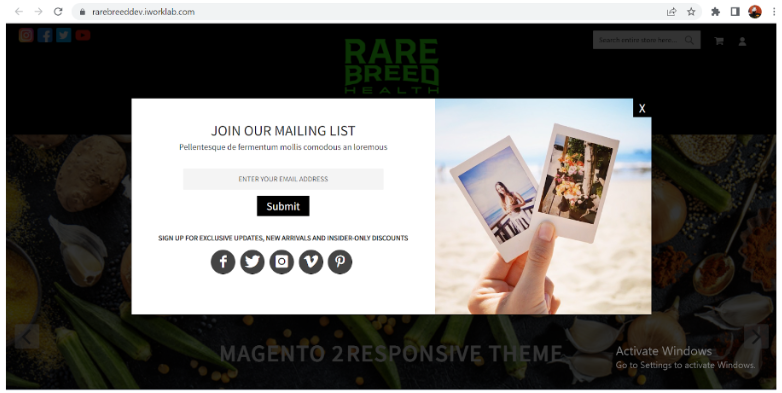 rarebreeddev.iworklab.com
Search entire store here...
RARE
BREED
HEALTH
X
JOIN OUR MAILING LIST
Pellentesque de fermentum mollis comodous an loremous
ENTER YOUR EMAIL ADDRESS
Submit
SIGN UP FOR EXCLUSIVE UPDATES, NEW ARRIVALS AND INSIDER-ONLY DISCOUNTS
MAGENTO 2 RESPONSIVE THEME
Activate Windows
Go to Settings to activate Windows.